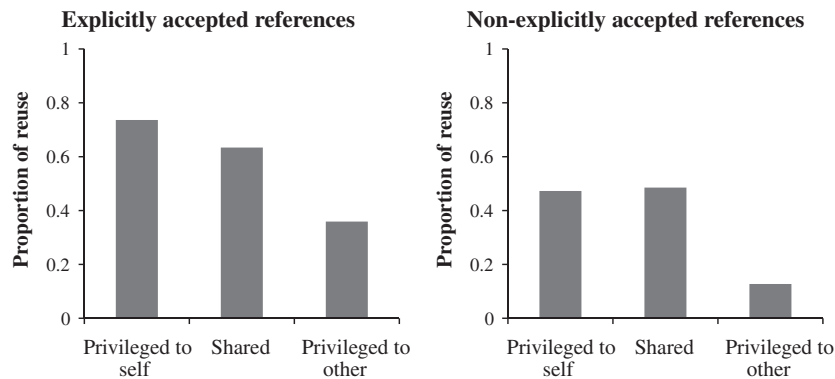 Explicitly accepted references
1
0.8
0.6
0.4
0.2
0
Proportion of reuse
Privileged to self
Shared
Privileged to other
Non-explicitly accepted references
1
0.8
0.6
0.4
0.2
0
Proportion of reuse
Privileged to self
Shared
Privileged to other